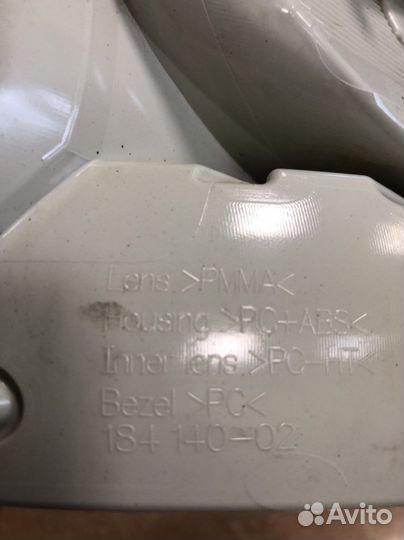 Lens >PMMA<
Housing >PC+ABS<
Inner lens >PC-HT<
Bezel >PC<
184 140-02
Avito